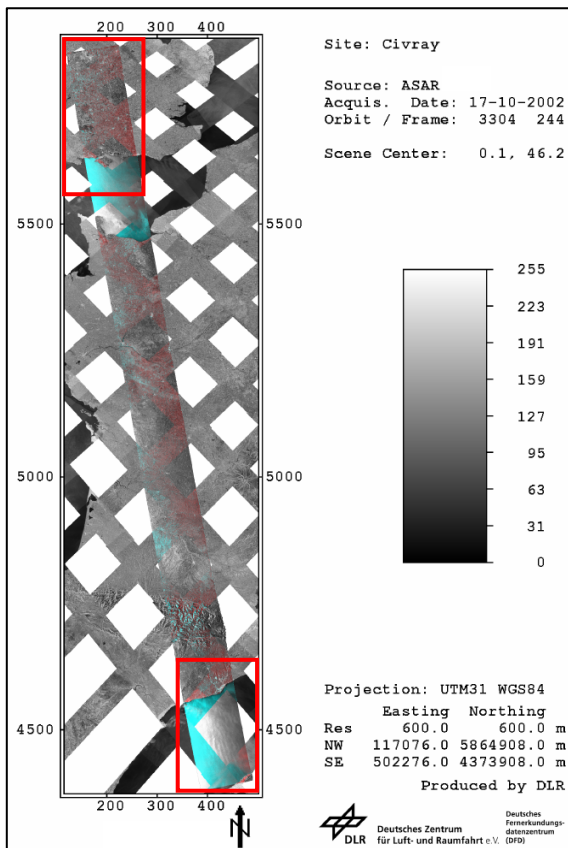 200 300 400
Site: Civray
Source: ASAR
Acquis. Date: 17-10-2002
Orbit / Frame: 3304 244
Scene Center: 0.1, 46.2
5500 5500
255
223
191
159
127
95
63
31
0
5000 5000
4500 4500
Projection: UTM31 WGS84
Easting Northing
Res 600.0 600.0 m
NW 117076.0 5864908.0 m
SE 502276.0 4373908.0 m
Produced by DLR
200 300 400
N
DLR
Deutsches Zentrum
für Luft- und Raumfahrt e.V.
Deutsches
Fernerkundungs-
datenzentrum
(DFD)